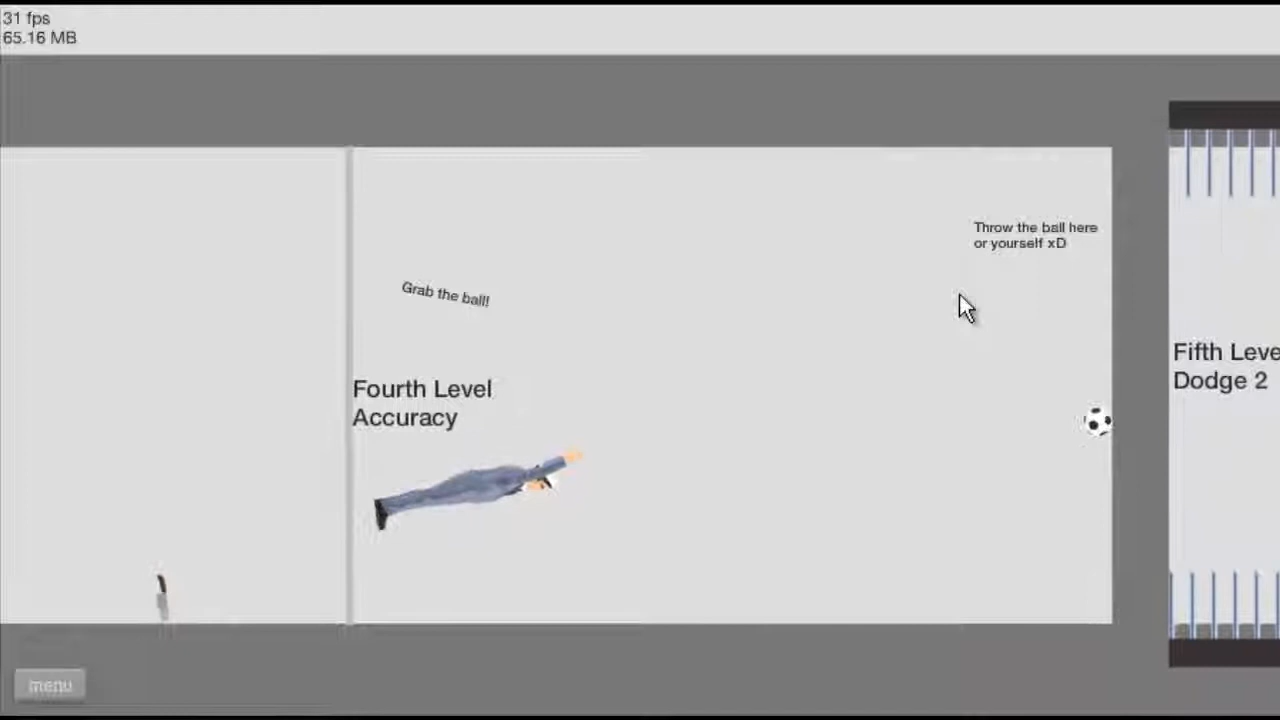 31 fps
65.16 MB
Throw the ball here
or yourself xD
Grab the ball!
Fourth Level
Accuracy
Fifth Leve
Dodge 2
menu